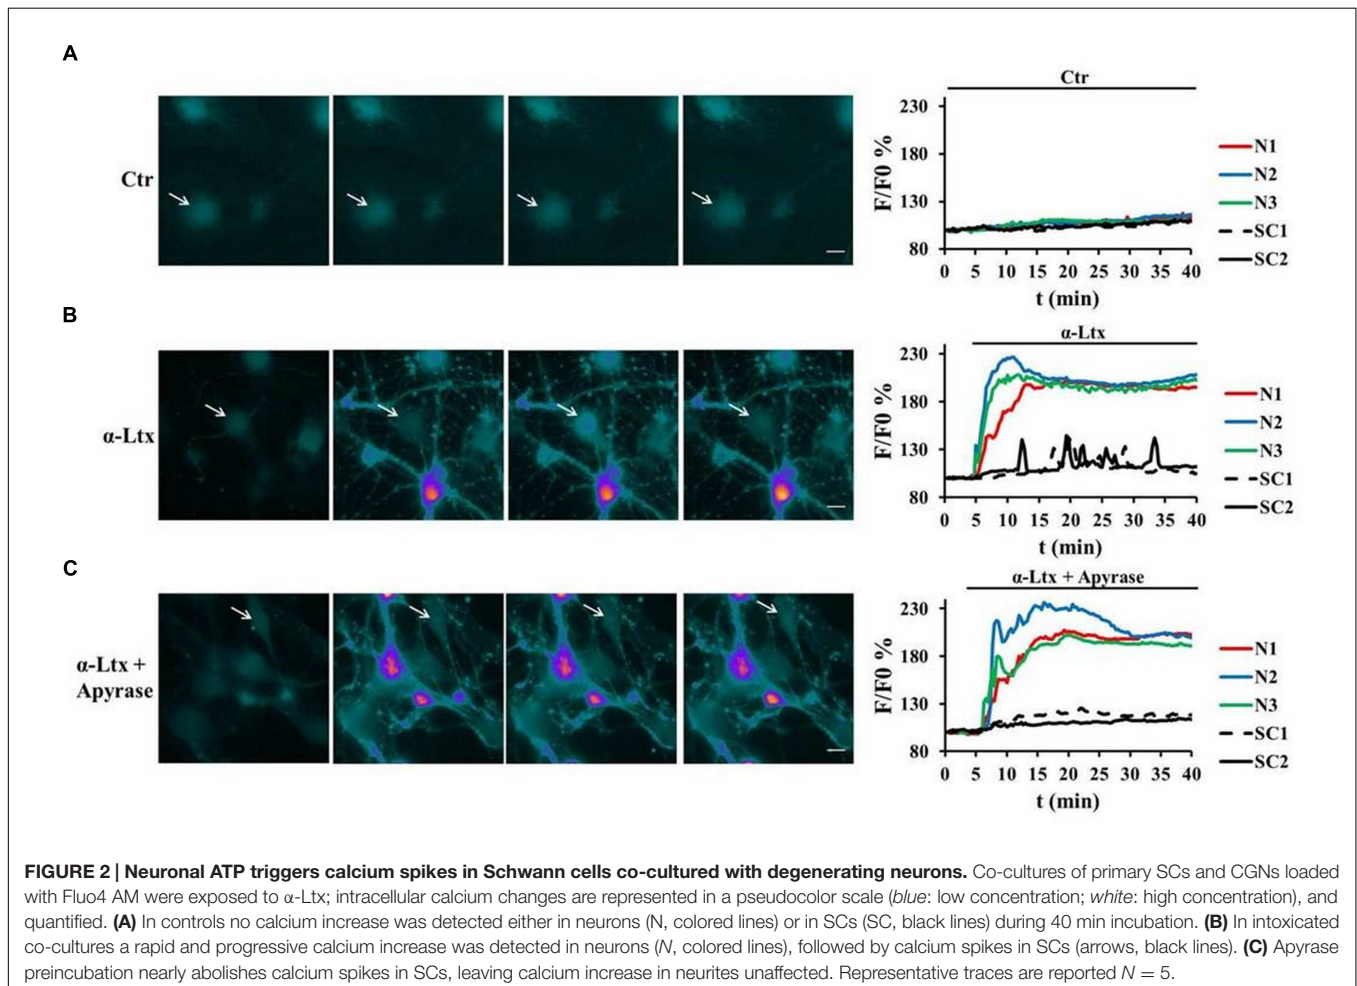 A
Ctr
Ctr
F/F0 %
230
180
130
80
0 5 10 15 20 25 30 35 40
t (min)
N1
N2
N3
SC1
SC2
B
α-Ltx
α-Ltx
F/F0 %
230
180
130
80
0 5 10 15 20 25 30 35 40
t (min)
N1
N2
N3
SC1
SC2
C
α-Ltx +
Apyrase
α-Ltx + Apyrase
F/F0 %
230
180
130
80
0 5 10 15 20 25 30 35 40
t (min)
N1
N2
N3
SC1
SC2
FIGURE 2 | Neuronal ATP triggers calcium spikes in Schwann cells co-cultured with degenerating neurons. Co-cultures of primary SCs and CGNs loaded
with Fluo4 AM were exposed to α-Ltx; intracellular calcium changes are represented in a pseudocolor scale (blue: low concentration; white: high concentration), and
quantified. (A) In controls no calcium increase was detected either in neurons (N, colored lines) or in SCs (SC, black lines) during 40 min incubation. (B) In intoxicated
co-cultures a rapid and progressive calcium increase was detected in neurons (N, colored lines), followed by calcium spikes in SCs (arrows, black lines). (C) Apyrase
preincubation nearly abolishes calcium spikes in SCs, leaving calcium increase in neurites unaffected. Representative traces are reported N = 5.